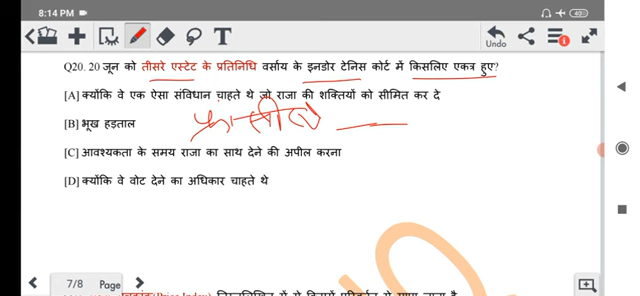 8:14 PM
40
Undo
Q20. 20 जून को तीसरे एस्टेट के प्रतिनिधि वर्साय के इनडोर टेनिस कोर्ट में किसलिए एकत्र हुए?
[A] क्योंकि वे एक ऐसा संविधान चाहते थे जो राजा की शक्तियों को सीमित कर दे
[B] भूख हड़ताल
[C] आवश्यकता के समय राजा का साथ देने की अपील करना
[D] क्योंकि वे वोट देने का अधिकार चाहते थे
7/8 Page